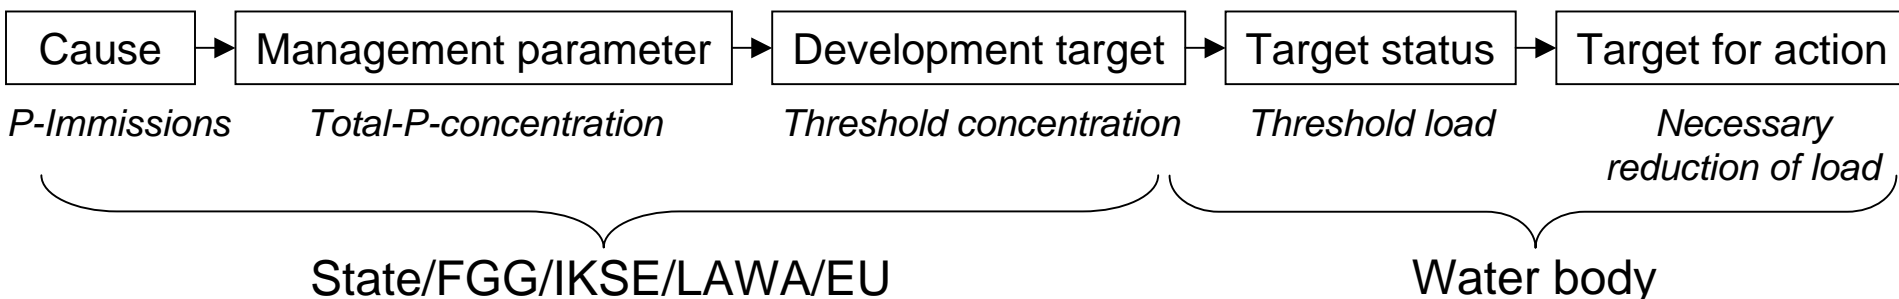 Cause Management parameter Development target Target status Target for action
P-Immissions Total-P-concentration Threshold concentration Threshold load Necessary
reduction of load
State/FGG/IKSE/LAWA/EU Water body